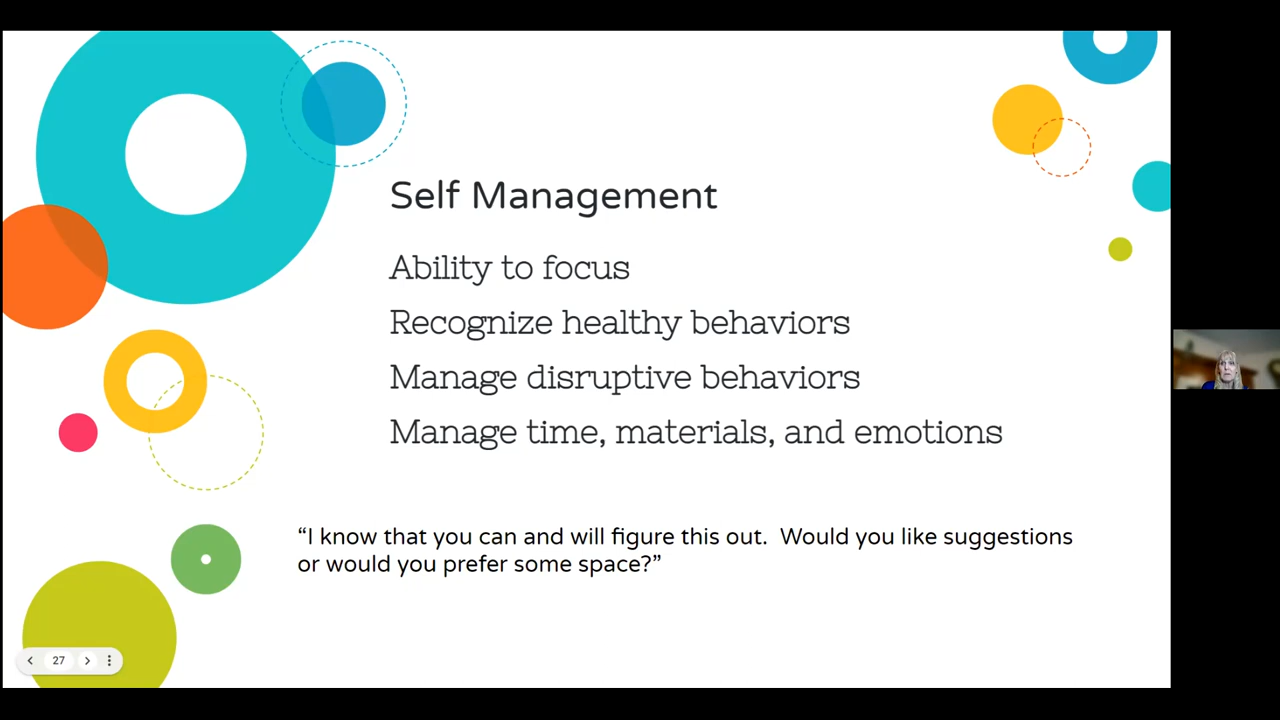 Self Management
Ability to focus
Recognize healthy behaviors
Manage disruptive behaviors
Manage time, materials, and emotions
“I know that you can and will figure this out.  Would you like suggestions
or would you prefer some space?”
27